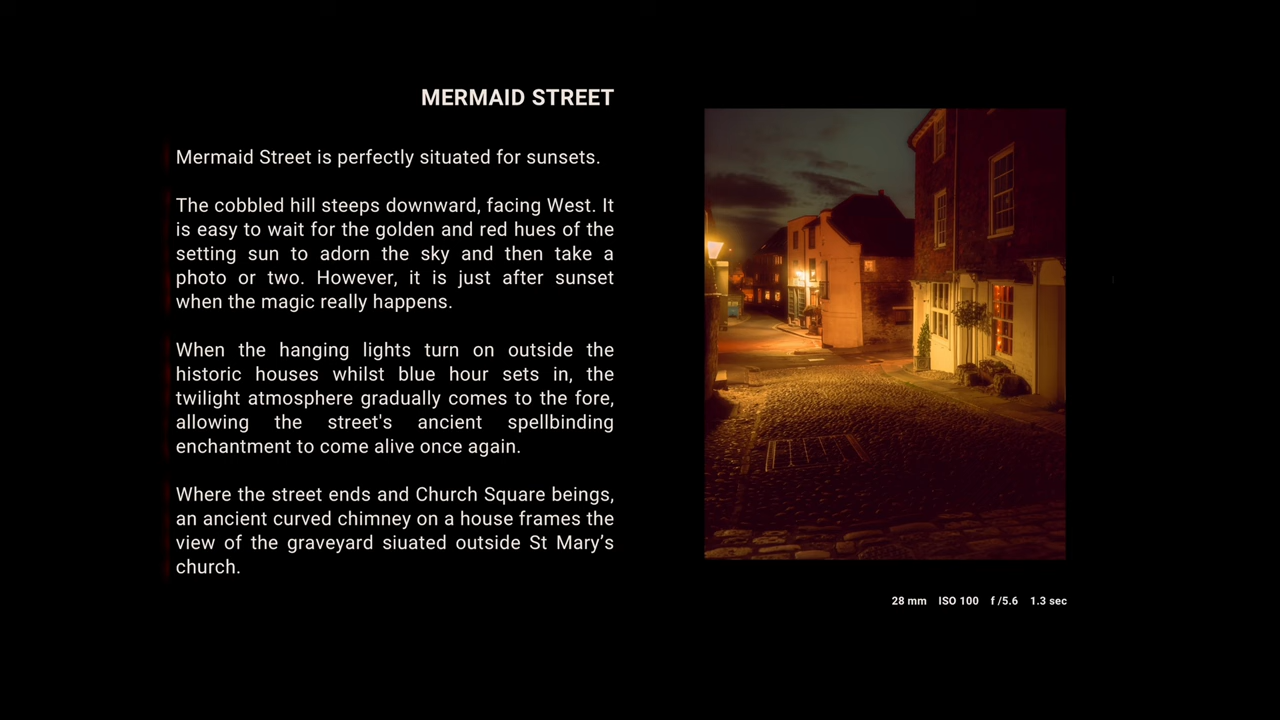 MERMAID STREET
Mermaid Street is perfectly situated for sunsets.
The cobbled hill steeps downward, facing West. It
is easy to wait for the golden and red hues of the
setting sun to adorn the sky and then take a
photo or two. However, it is just after sunset
when the magic really happens.
When the hanging lights turn on outside the
historic houses whilst blue hour sets in, the
twilight atmosphere gradually comes to the fore,
allowing the street's ancient spellbinding
enchantment to come alive once again.
Where the street ends and Church Square beings,
an ancient curved chimney on a house frames the
view of the graveyard siuated outside St Mary’s
church.
28 mm ISO 100 f /5.6 1.3 sec